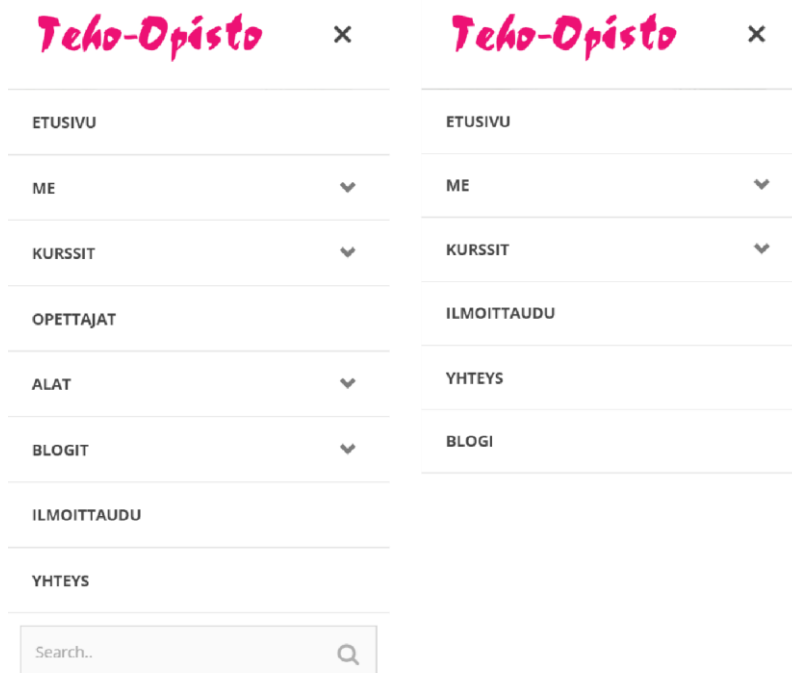 Teho-Opisto
ETUSIVU
ME
KURSSIT
OPETTAJAT
ALAT
BLOGIT
ILMOITTAUDU
YHTEYS
Search..
Teho-Opisto
ETUSIVU
ME
KURSSIT
ILMOITTAUDU
YHTEYS
BLOGI